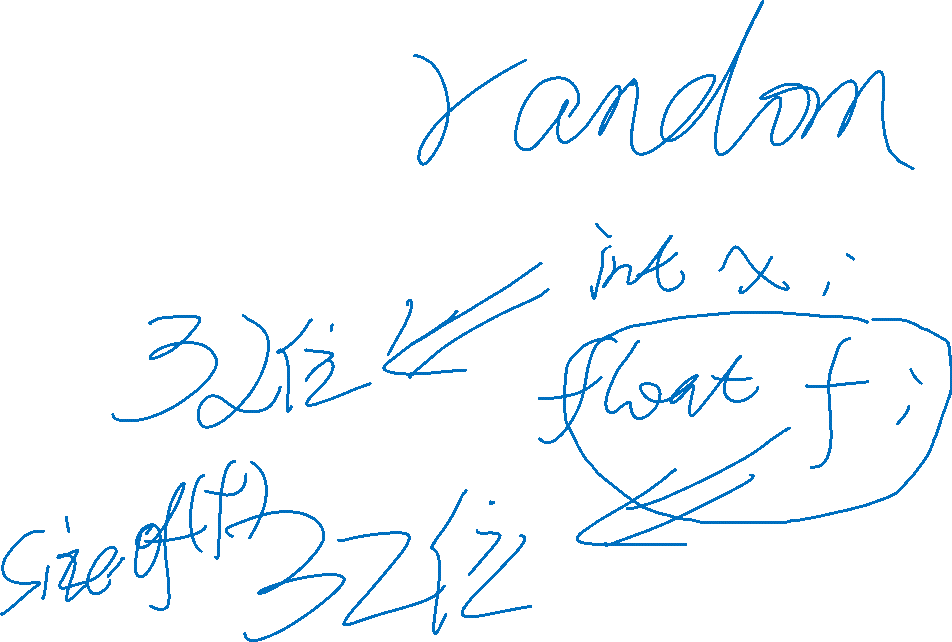 random
int x;
32位
float f;
sizeof(f)
32位